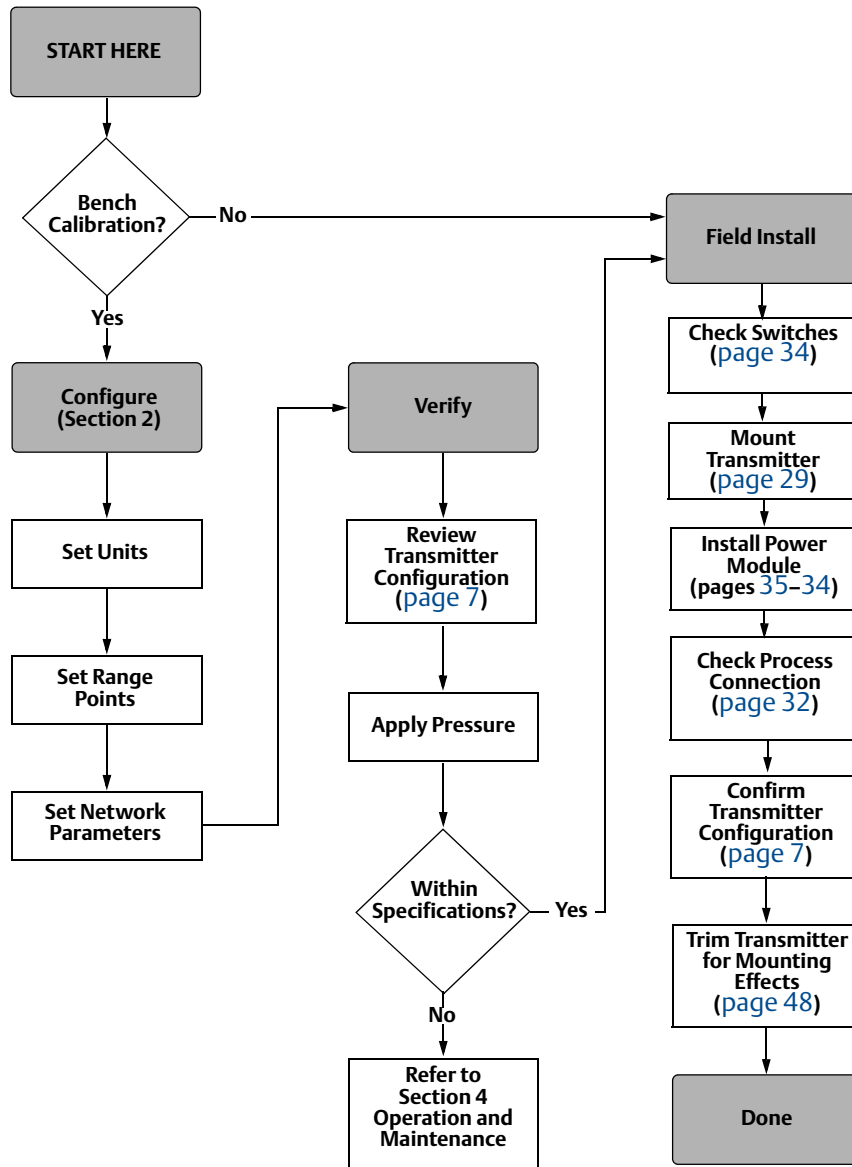 START HERE
Bench
Calibration?
No
Yes
Configure
(Section 2)
Set Units
Set Range
Points
Set Network
Parameters
Verify
Review
Transmitter
Configuration
(page 7)
Apply Pressure
Within
Specifications?
Yes
No
Refer to
Section 4
Operation and
Maintenance
Field Install
Check Switches
(page 34)
Mount
Transmitter
(page 29)
Install Power
Module
(pages 35–34)
Check Process
Connection
(page 32)
Confirm
Transmitter
Configuration
(page 7)
Trim Transmitter
for Mounting
Effects
(page 48)
Done